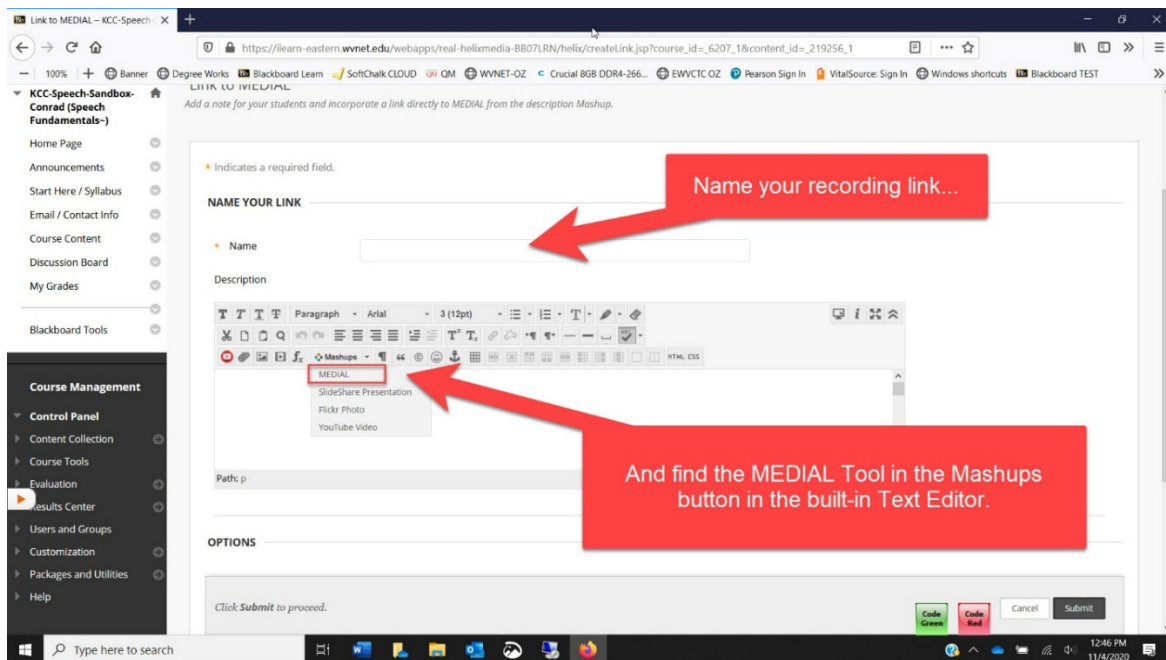 Link to MEDIAL – KCC-Speech-
https://ilearn-eastern.wvnet.edu/webapps/real-helixmedia-BB07LRN/helix/createLink.jsp?course_id=_6207_1&content_id=_219256_1
100% Banner Degree Works Blackboard Learn SoftChalk CLOUD QM WVNET-OZ Crucial 8GB DDR4-266... EWVCTC OZ Pearson Sign In VitalSource: Sign In Windows shortcuts Blackboard TEST
KCC-Speech-Sandbox-
Conrad (Speech
Fundamentals~)
Home Page
Announcements
Start Here / Syllabus
Email / Contact Info
Course Content
Discussion Board
My Grades
Blackboard Tools
Course Management
Control Panel
Content Collection
Course Tools
Evaluation
Results Center
Users and Groups
Customization
Packages and Utilities
Help
LINK TO MEDIAL
Add a note for your students and incorporate a link directly to MEDIAL from the description Mashup.
* Indicates a required field.
NAME YOUR LINK
Name your recording link...
* Name
Description
T T T T Paragraph Arial 3 (12pt)
Mashups HTML CSS
MEDIAL
SlideShare Presentation
Flickr Photo
YouTube Video
Path: p
And find the MEDIAL Tool in the Mashups
button in the built-in Text Editor.
OPTIONS
Click Submit to proceed.
Code
Green
Code
Red
Cancel Submit
Type here to search
12:46 PM
11/4/2020